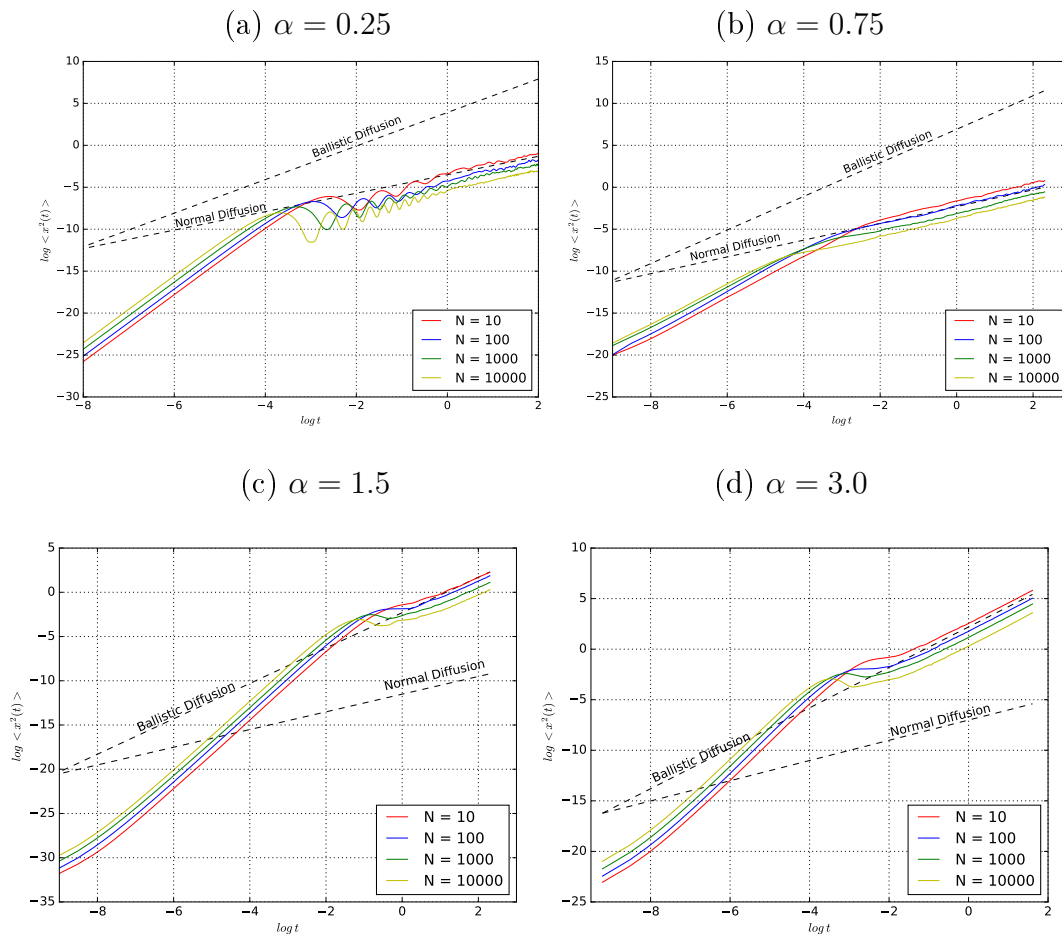 (a) α = 0.25
10
5
0
−5
−10
−15
−20
−25
−30
−8 −6 −4 −2 0 2
log t
log < x²(t) >
Ballistic Diffusion
Normal Diffusion
N = 10
N = 100
N = 1000
N = 10000
(b) α = 0.75
15
10
5
0
−5
−10
−15
−20
−25
−8 −6 −4 −2 0 2
log t
log < x²(t) >
Ballistic Diffusion
Normal Diffusion
N = 10
N = 100
N = 1000
N = 10000
(c) α = 1.5
5
0
−5
−10
−15
−20
−25
−30
−35
−8 −6 −4 −2 0 2
log t
log < x²(t) >
Ballistic Diffusion
Normal Diffusion
N = 10
N = 100
N = 1000
N = 10000
(d) α = 3.0
10
5
0
−5
−10
−15
−20
−25
−8 −6 −4 −2 0
log t
log < x²(t) >
Ballistic Diffusion
Normal Diffusion
N = 10
N = 100
N = 1000
N = 10000